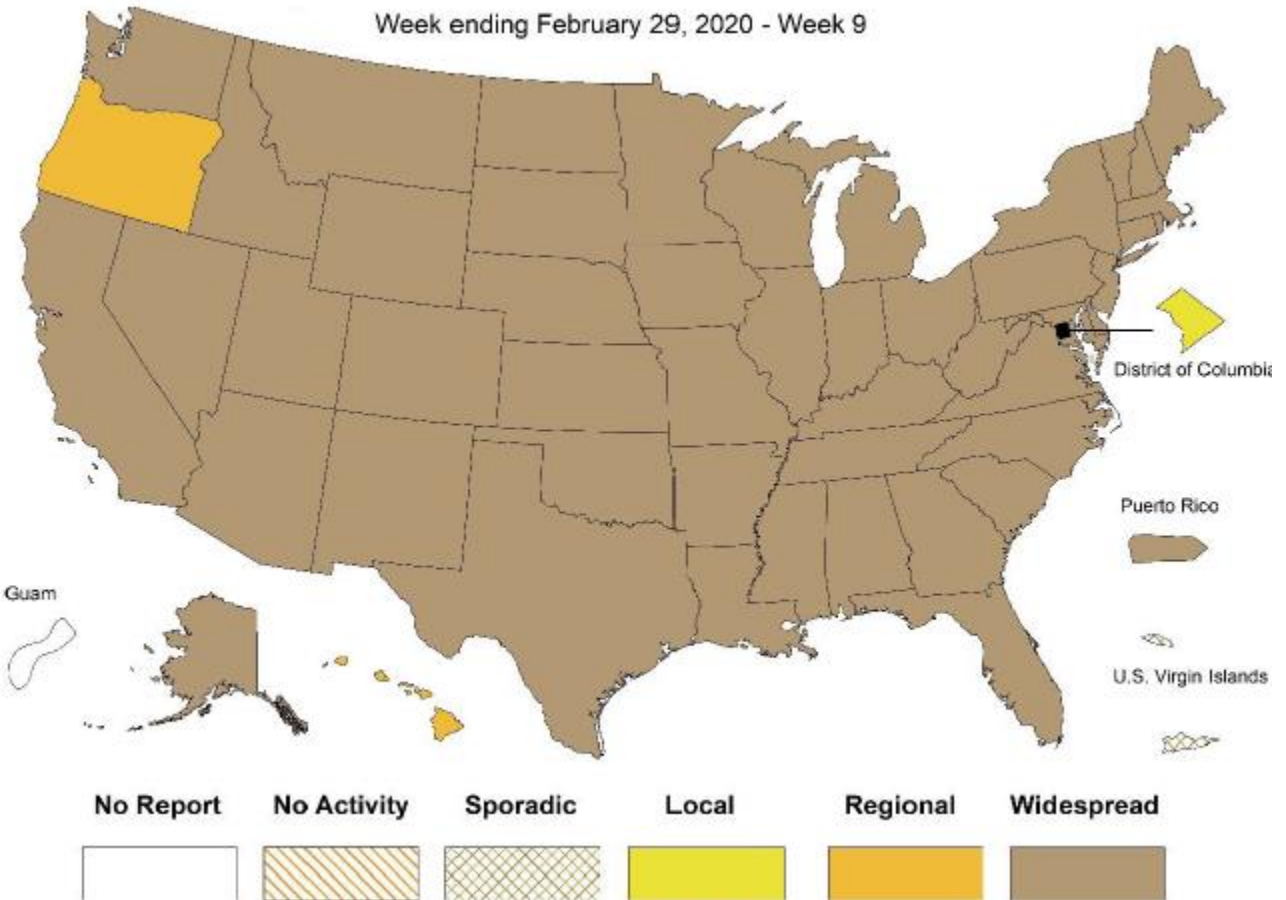 Week ending February 29, 2020 - Week 9
District of Columbia
Puerto Rico
Guam
U.S. Virgin Islands
No Report No Activity Sporadic Local Regional Widespread